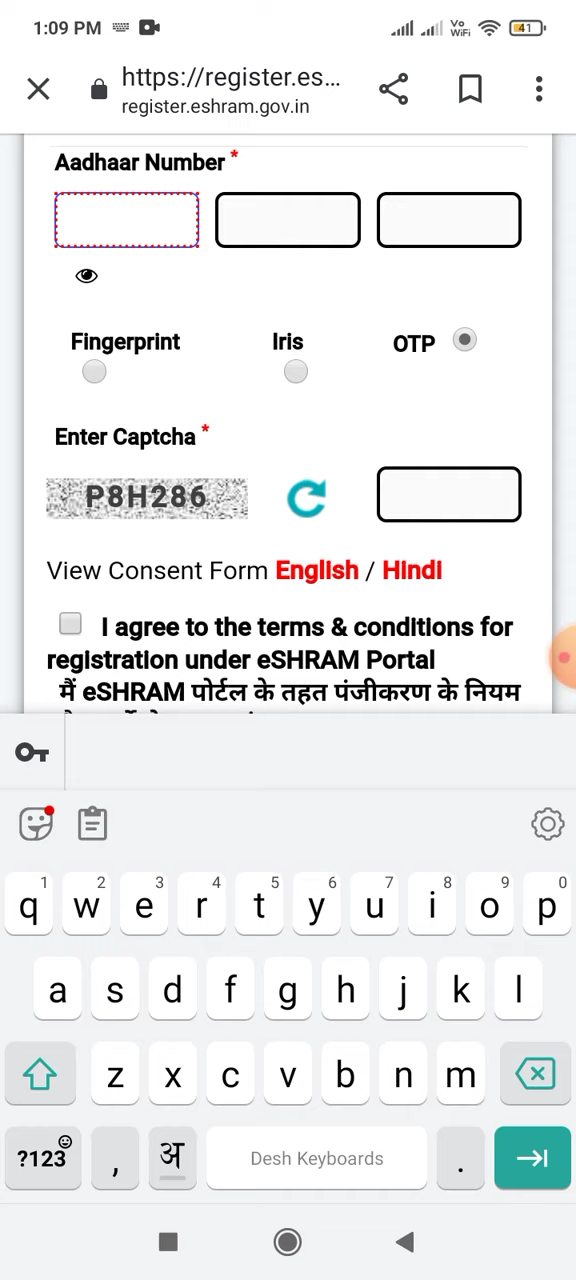 1:09 PM
Vo
WiFi
41
https://register.es...
register.eshram.gov.in
Aadhaar Number *
Fingerprint
Iris
OTP
Enter Captcha *
P8H286
View Consent Form English / Hindi
I agree to the terms & conditions for
registration under eSHRAM Portal
मैं eSHRAM पोर्टल के तहत पंजीकरण के नियम
1 2 3 4 5 6 7 8 9 0
q w e r t y u i o p
a s d f g h j k l
z x c v b n m
?123 , अ Desh Keyboards .